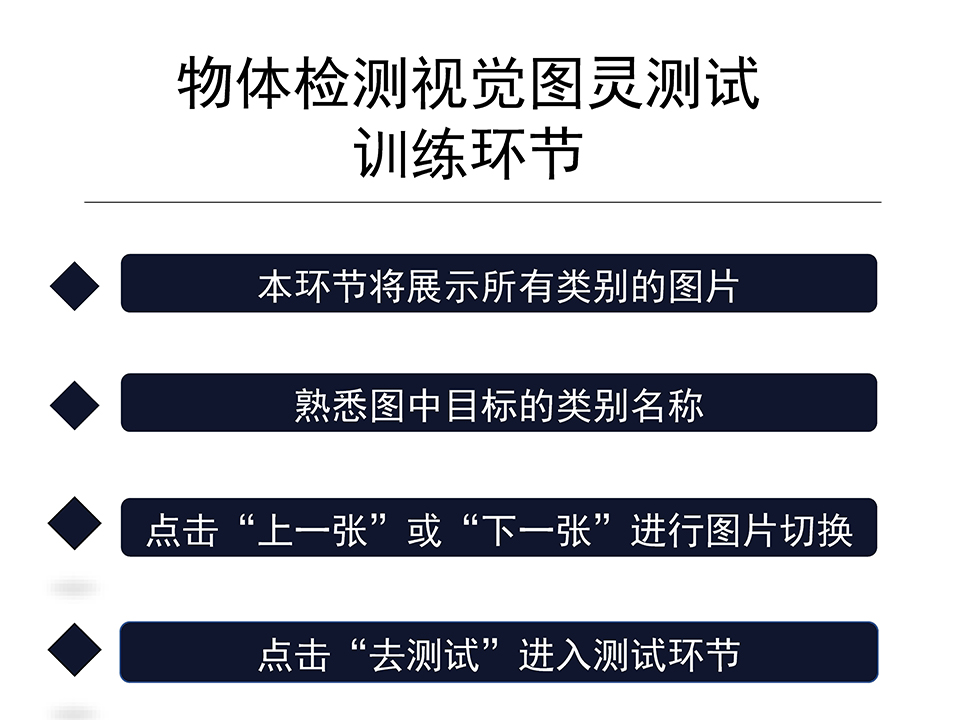 物体检测视觉图灵测试
训练环节
本环节将展示所有类别的图片
熟悉图中目标的类别名称
点击“上一张”或“下一张”进行图片切换
点击“去测试”进入测试环节